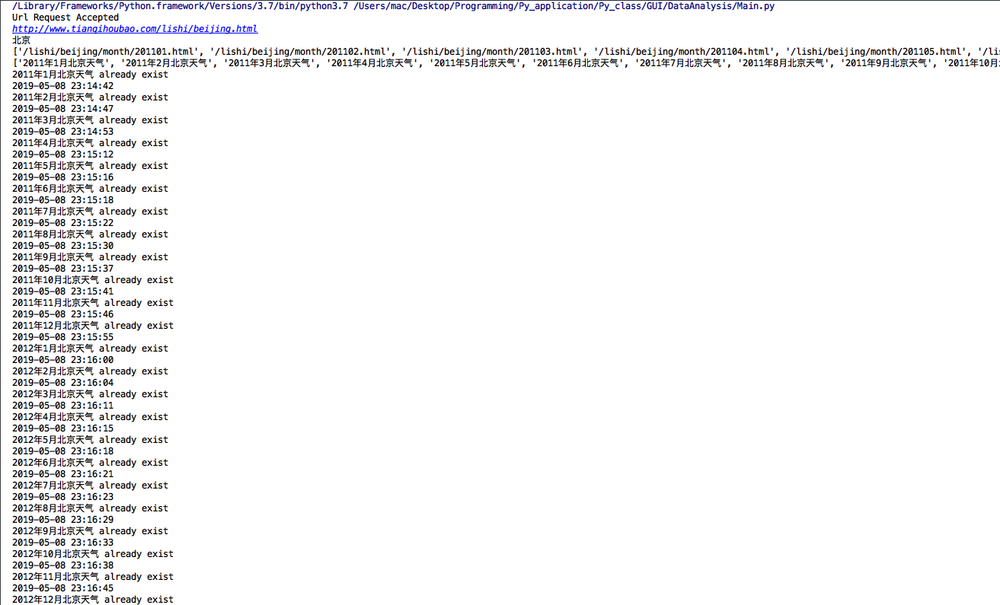 /Library/Frameworks/Python.framework/Versions/3.7/bin/python3.7 /Users/mac/Desktop/Programming/Py_application/Py_class/GUI/DataAnalysis/Main.py
Url Request Accepted
http://www.tianqihoubao.com/lishi/beijing.html
北京
['/lishi/beijing/month/201101.html', '/lishi/beijing/month/201102.html', '/lishi/beijing/month/201103.html', '/lishi/beijing/month/201104.html', '/lishi/beijing/month/201105.html', '/lis
['2011年1月北京天气', '2011年2月北京天气', '2011年3月北京天气', '2011年4月北京天气', '2011年5月北京天气', '2011年6月北京天气', '2011年7月北京天气', '2011年8月北京天气', '2011年9月北京天气', '2011年10月
2011年1月北京天气 already exist
2019-05-08 23:14:42
2011年2月北京天气 already exist
2019-05-08 23:14:47
2011年3月北京天气 already exist
2019-05-08 23:14:53
2011年4月北京天气 already exist
2019-05-08 23:15:12
2011年5月北京天气 already exist
2019-05-08 23:15:16
2011年6月北京天气 already exist
2019-05-08 23:15:18
2011年7月北京天气 already exist
2019-05-08 23:15:22
2011年8月北京天气 already exist
2019-05-08 23:15:30
2011年9月北京天气 already exist
2019-05-08 23:15:37
2011年10月北京天气 already exist
2019-05-08 23:15:41
2011年11月北京天气 already exist
2019-05-08 23:15:46
2011年12月北京天气 already exist
2019-05-08 23:15:55
2012年1月北京天气 already exist
2019-05-08 23:16:00
2012年2月北京天气 already exist
2019-05-08 23:16:04
2012年3月北京天气 already exist
2019-05-08 23:16:11
2012年4月北京天气 already exist
2019-05-08 23:16:15
2012年5月北京天气 already exist
2019-05-08 23:16:18
2012年6月北京天气 already exist
2019-05-08 23:16:21
2012年7月北京天气 already exist
2019-05-08 23:16:23
2012年8月北京天气 already exist
2019-05-08 23:16:29
2012年9月北京天气 already exist
2019-05-08 23:16:33
2012年10月北京天气 already exist
2019-05-08 23:16:38
2012年11月北京天气 already exist
2019-05-08 23:16:45
2012年12月北京天气 already exist